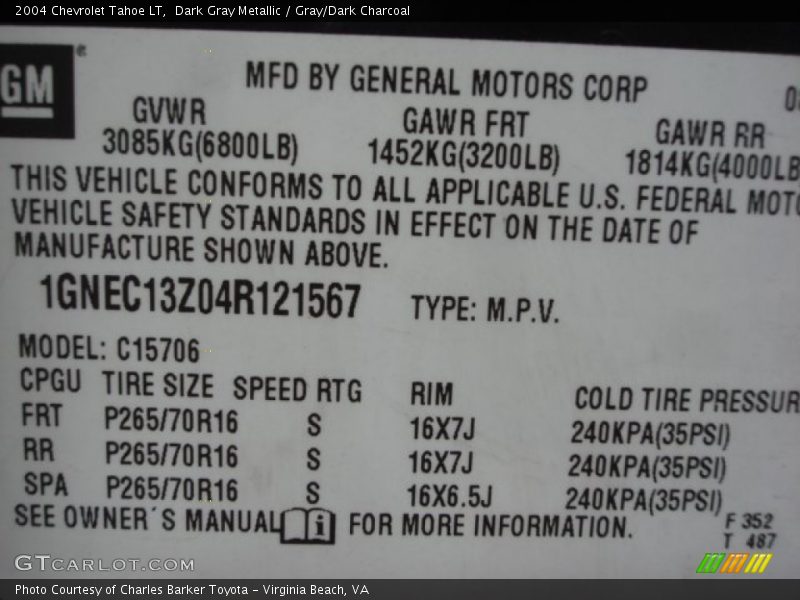 2004 Chevrolet Tahoe LT, Dark Gray Metallic / Gray/Dark Charcoal
GM
MFD BY GENERAL MOTORS CORP
GVWR GAWR FRT GAWR RR
3085KG(6800LB) 1452KG(3200LB) 1814KG(4000LB
THIS VEHICLE CONFORMS TO ALL APPLICABLE U.S. FEDERAL MOTO
VEHICLE SAFETY STANDARDS IN EFFECT ON THE DATE OF
MANUFACTURE SHOWN ABOVE.
1GNEC13Z04R121567 TYPE: M.P.V.
MODEL: C15706
CPGU TIRE SIZE SPEED RTG RIM COLD TIRE PRESSUR
FRT P265/70R16 S 16X7J 240KPA(35PSI)
RR P265/70R16 S 16X7J 240KPA(35PSI)
SPA P265/70R16 S 16X6.5J 240KPA(35PSI)
SEE OWNER´S MANUAL i FOR MORE INFORMATION.
F 352
T 487
GTCARLOT.COM
Photo Courtesy of Charles Barker Toyota - Virginia Beach, VA